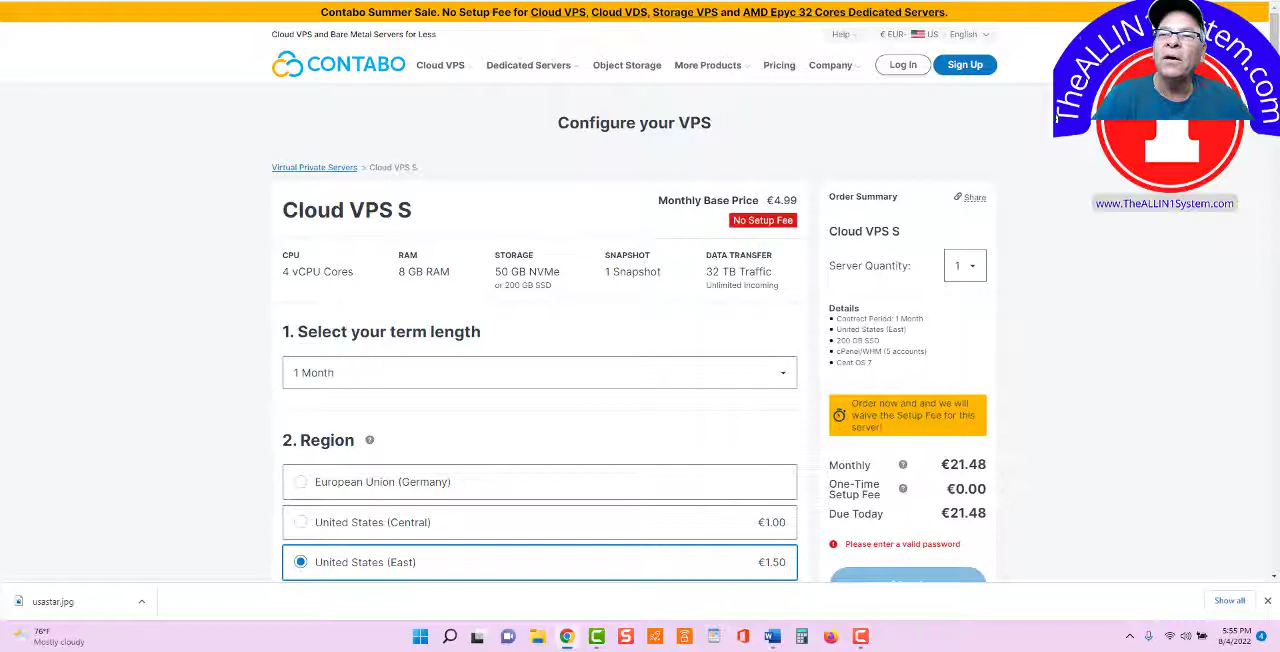 Contabo Summer Sale. No Setup Fee for Cloud VPS, Cloud VDS, Storage VPS and AMD Epyc 32 Cores Dedicated Servers.
Cloud VPS and Bare Metal Servers for Less
Help
€ EUR
US
English
CONTABO
Cloud VPS
Dedicated Servers
Object Storage
More Products
Pricing
Company
Log In
Sign Up
TheALLIN1System.com
1
www.TheALLIN1System.com
Configure your VPS
Virtual Private Servers > Cloud VPS S
Cloud VPS S
Monthly Base Price €4.99
No Setup Fee
CPU
4 vCPU Cores
RAM
8 GB RAM
STORAGE
50 GB NVMe
or 200 GB SSD
SNAPSHOT
1 Snapshot
DATA TRANSFER
32 TB Traffic
Unlimited Incoming
1. Select your term length
1 Month
2. Region
European Union (Germany)
United States (Central) €1.00
United States (East) €1.50
Order Summary
Share
Cloud VPS S
Server Quantity: 1
Details
Contract Period: 1 Month
United States (East)
200 GB SSD
cPanel/WHM (5 accounts)
Cent OS 7
Order now and and we will
waive the Setup Fee for this
server!
Monthly €21.48
One-Time
Setup Fee €0.00
Due Today €21.48
Please enter a valid password
usastar.jpg
Show all
76°F
Mostly cloudy
5:55 PM
8/4/2022
4